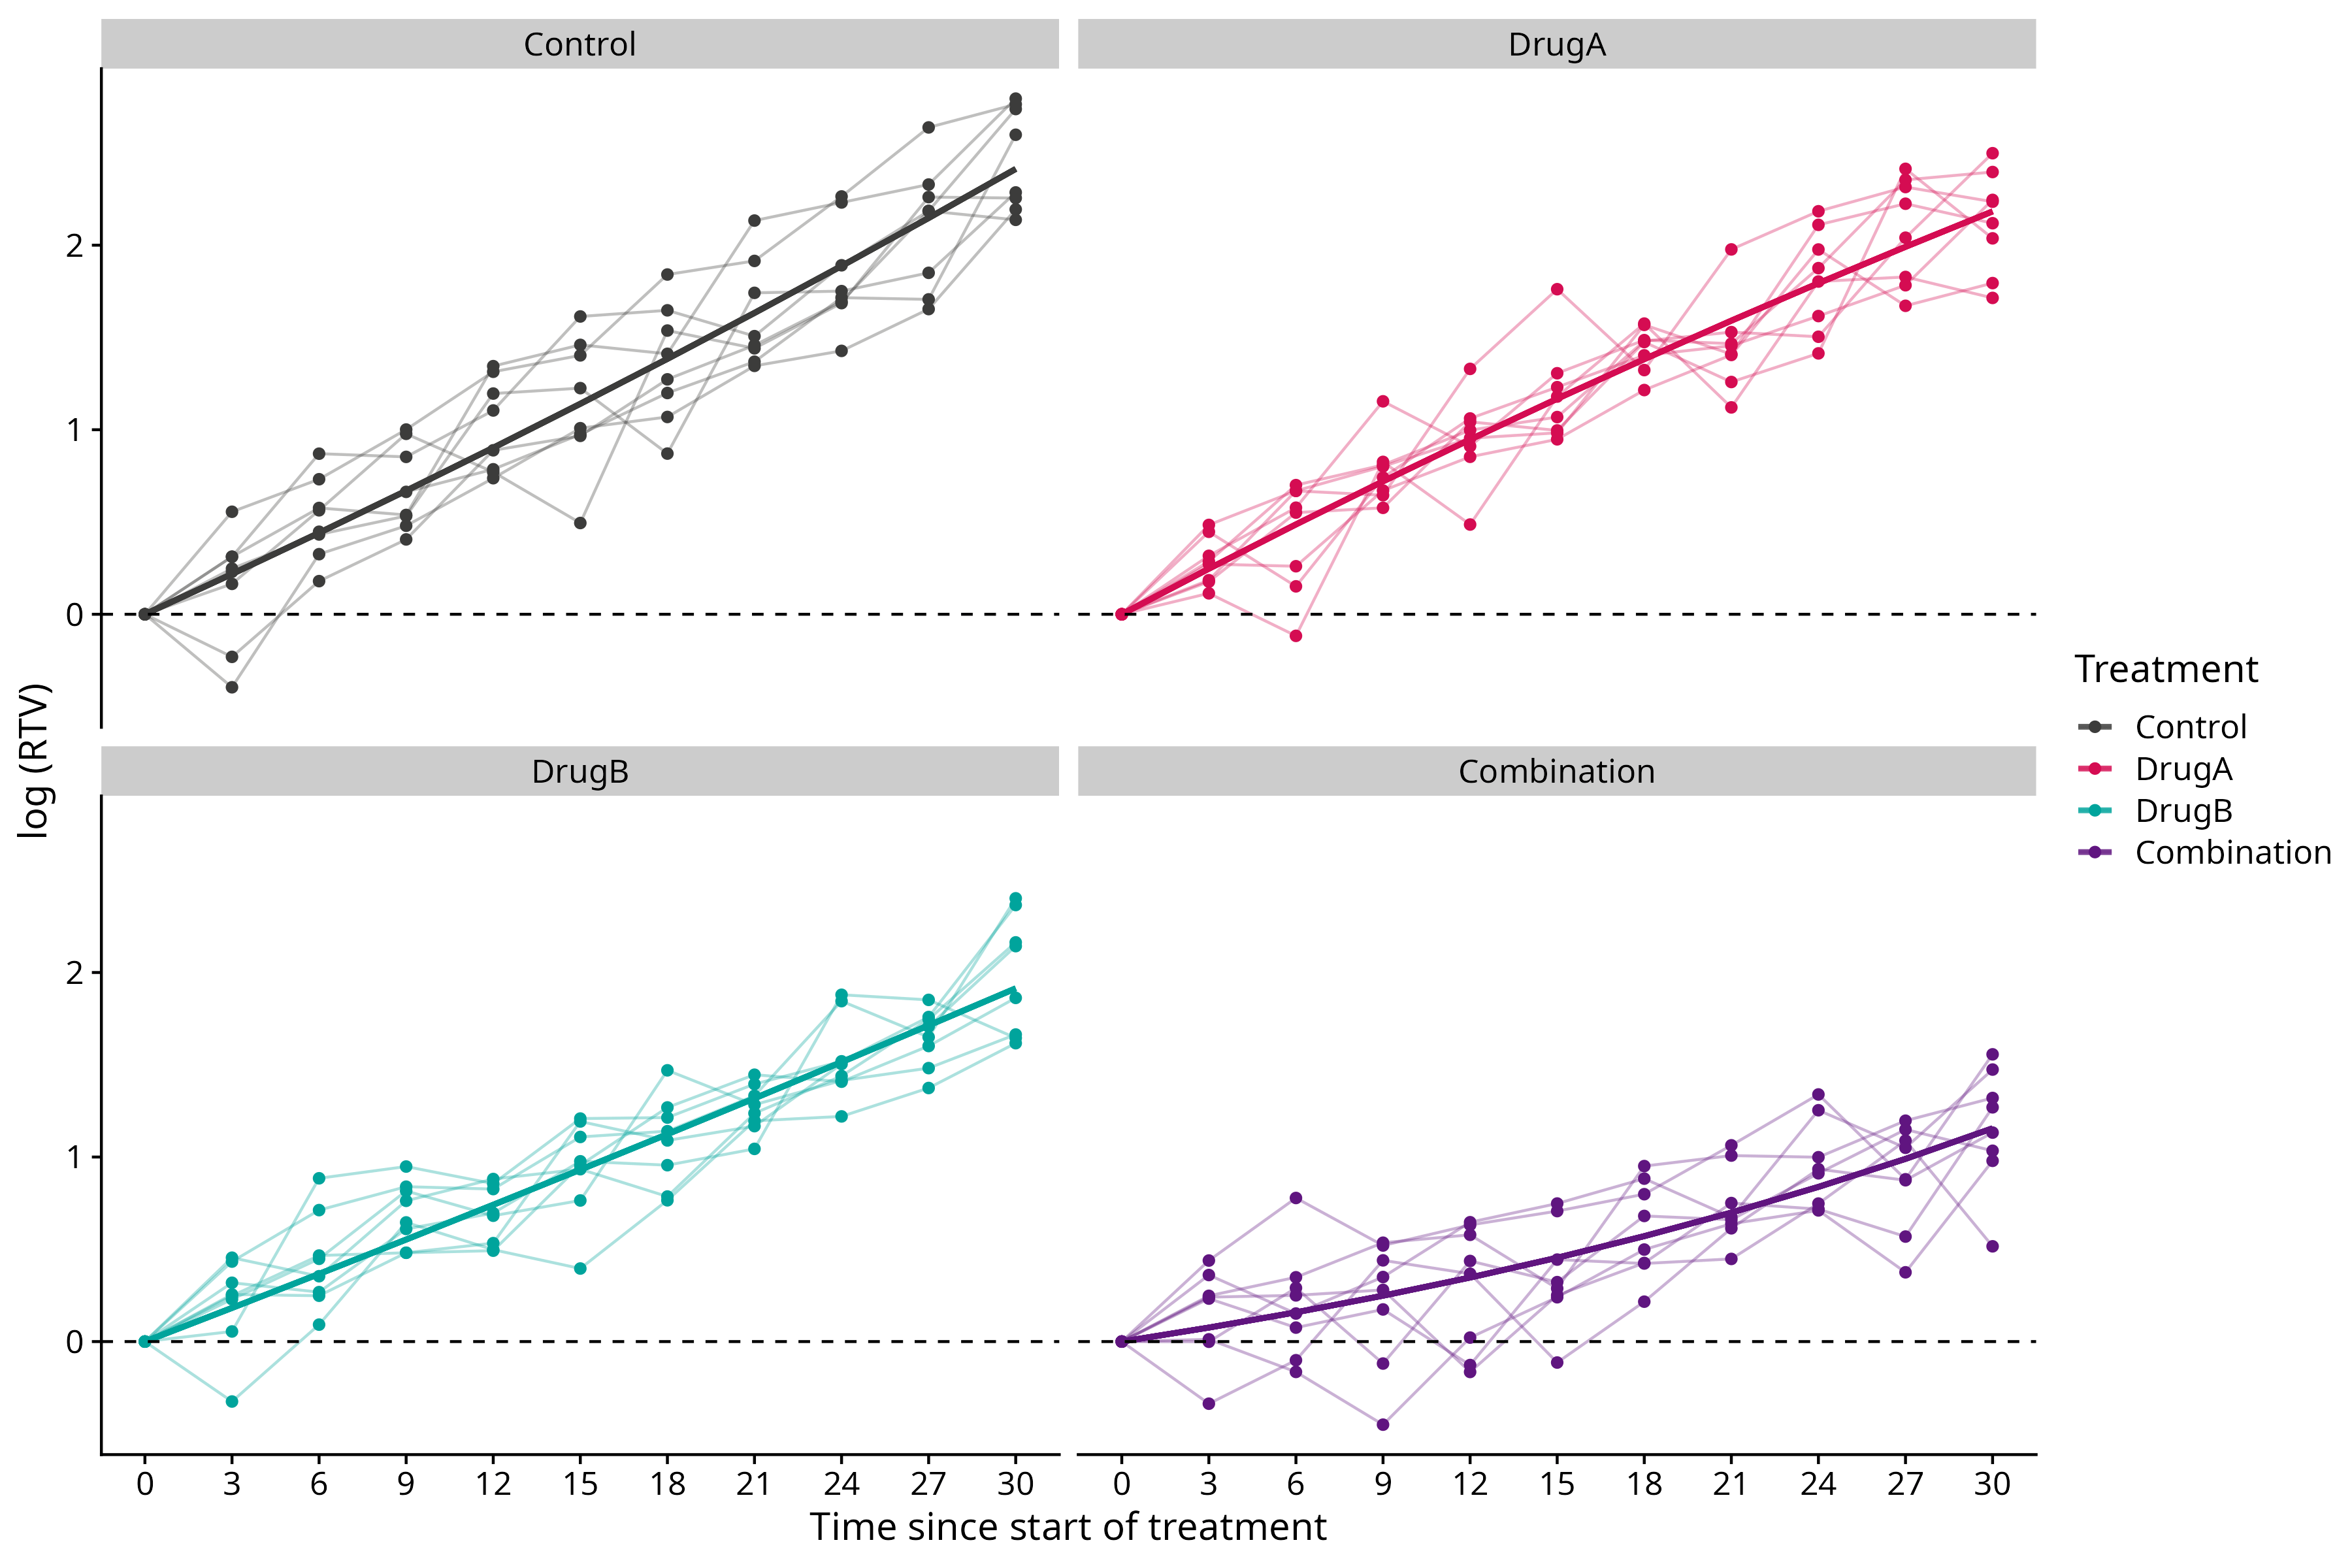 Control
DrugA
2
1
0
log (RTV)
DrugB
Combination
2
1
0
0 3 6 9 12 15 18 21 24 27 30
0 3 6 9 12 15 18 21 24 27 30
Time since start of treatment
Treatment
Control
DrugA
DrugB
Combination